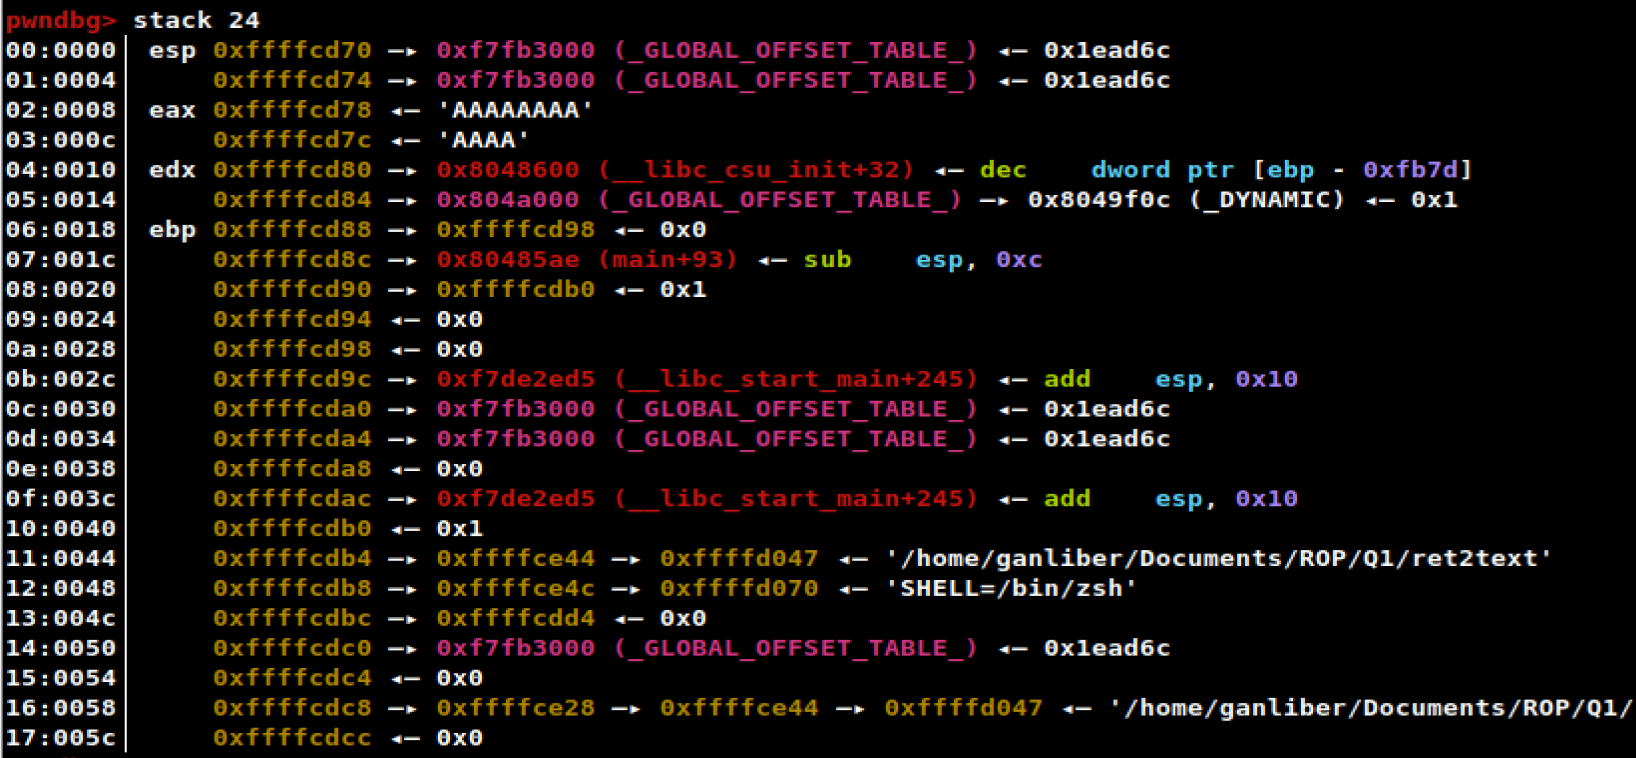 pwndbg> stack 24
00:0000│ esp 0xffffcd70 —▸ 0xf7fb3000 (_GLOBAL_OFFSET_TABLE_) ◂— 0x1ead6c
01:0004│     0xffffcd74 —▸ 0xf7fb3000 (_GLOBAL_OFFSET_TABLE_) ◂— 0x1ead6c
02:0008│ eax 0xffffcd78 ◂— 'AAAAAAAA'
03:000c│     0xffffcd7c ◂— 'AAAA'
04:0010│ edx 0xffffcd80 —▸ 0x8048600 (__libc_csu_init+32) ◂— dec    dword ptr [ebp - 0xfb7d]
05:0014│     0xffffcd84 —▸ 0x804a000 (_GLOBAL_OFFSET_TABLE_) —▸ 0x8049f0c (_DYNAMIC) ◂— 0x1
06:0018│ ebp 0xffffcd88 —▸ 0xffffcd98 ◂— 0x0
07:001c│     0xffffcd8c —▸ 0x80485ae (main+93) ◂— sub    esp, 0xc
08:0020│     0xffffcd90 —▸ 0xffffcdb0 ◂— 0x1
09:0024│     0xffffcd94 ◂— 0x0
0a:0028│     0xffffcd98 ◂— 0x0
0b:002c│     0xffffcd9c —▸ 0xf7de2ed5 (__libc_start_main+245) ◂— add    esp, 0x10
0c:0030│     0xffffcda0 —▸ 0xf7fb3000 (_GLOBAL_OFFSET_TABLE_) ◂— 0x1ead6c
0d:0034│     0xffffcda4 —▸ 0xf7fb3000 (_GLOBAL_OFFSET_TABLE_) ◂— 0x1ead6c
0e:0038│     0xffffcda8 ◂— 0x0
0f:003c│     0xffffcdac —▸ 0xf7de2ed5 (__libc_start_main+245) ◂— add    esp, 0x10
10:0040│     0xffffcdb0 ◂— 0x1
11:0044│     0xffffcdb4 —▸ 0xffffce44 —▸ 0xffffd047 ◂— '/home/ganliber/Documents/ROP/Q1/ret2text'
12:0048│     0xffffcdb8 —▸ 0xffffce4c —▸ 0xffffd070 ◂— 'SHELL=/bin/zsh'
13:004c│     0xffffcdbc —▸ 0xffffcdd4 ◂— 0x0
14:0050│     0xffffcdc0 —▸ 0xf7fb3000 (_GLOBAL_OFFSET_TABLE_) ◂— 0x1ead6c
15:0054│     0xffffcdc4 ◂— 0x0
16:0058│     0xffffcdc8 —▸ 0xffffce28 —▸ 0xffffce44 —▸ 0xffffd047 ◂— '/home/ganliber/Documents/ROP/Q1/
17:005c│     0xffffcdcc ◂— 0x0